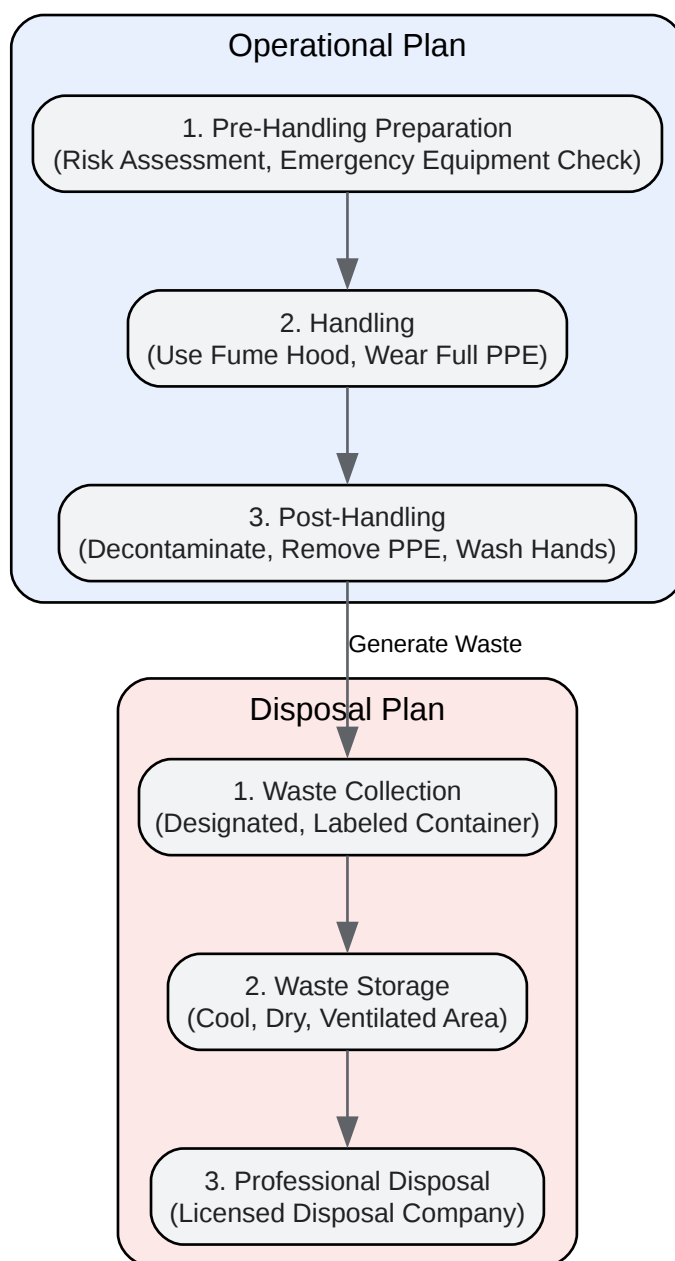 Operational Plan
1. Pre-Handling Preparation
(Risk Assessment, Emergency Equipment Check)
2. Handling
(Use Fume Hood, Wear Full PPE)
3. Post-Handling
(Decontaminate, Remove PPE, Wash Hands)
Generate Waste
Disposal Plan
1. Waste Collection
(Designated, Labeled Container)
2. Waste Storage
(Cool, Dry, Ventilated Area)
3. Professional Disposal
(Licensed Disposal Company)